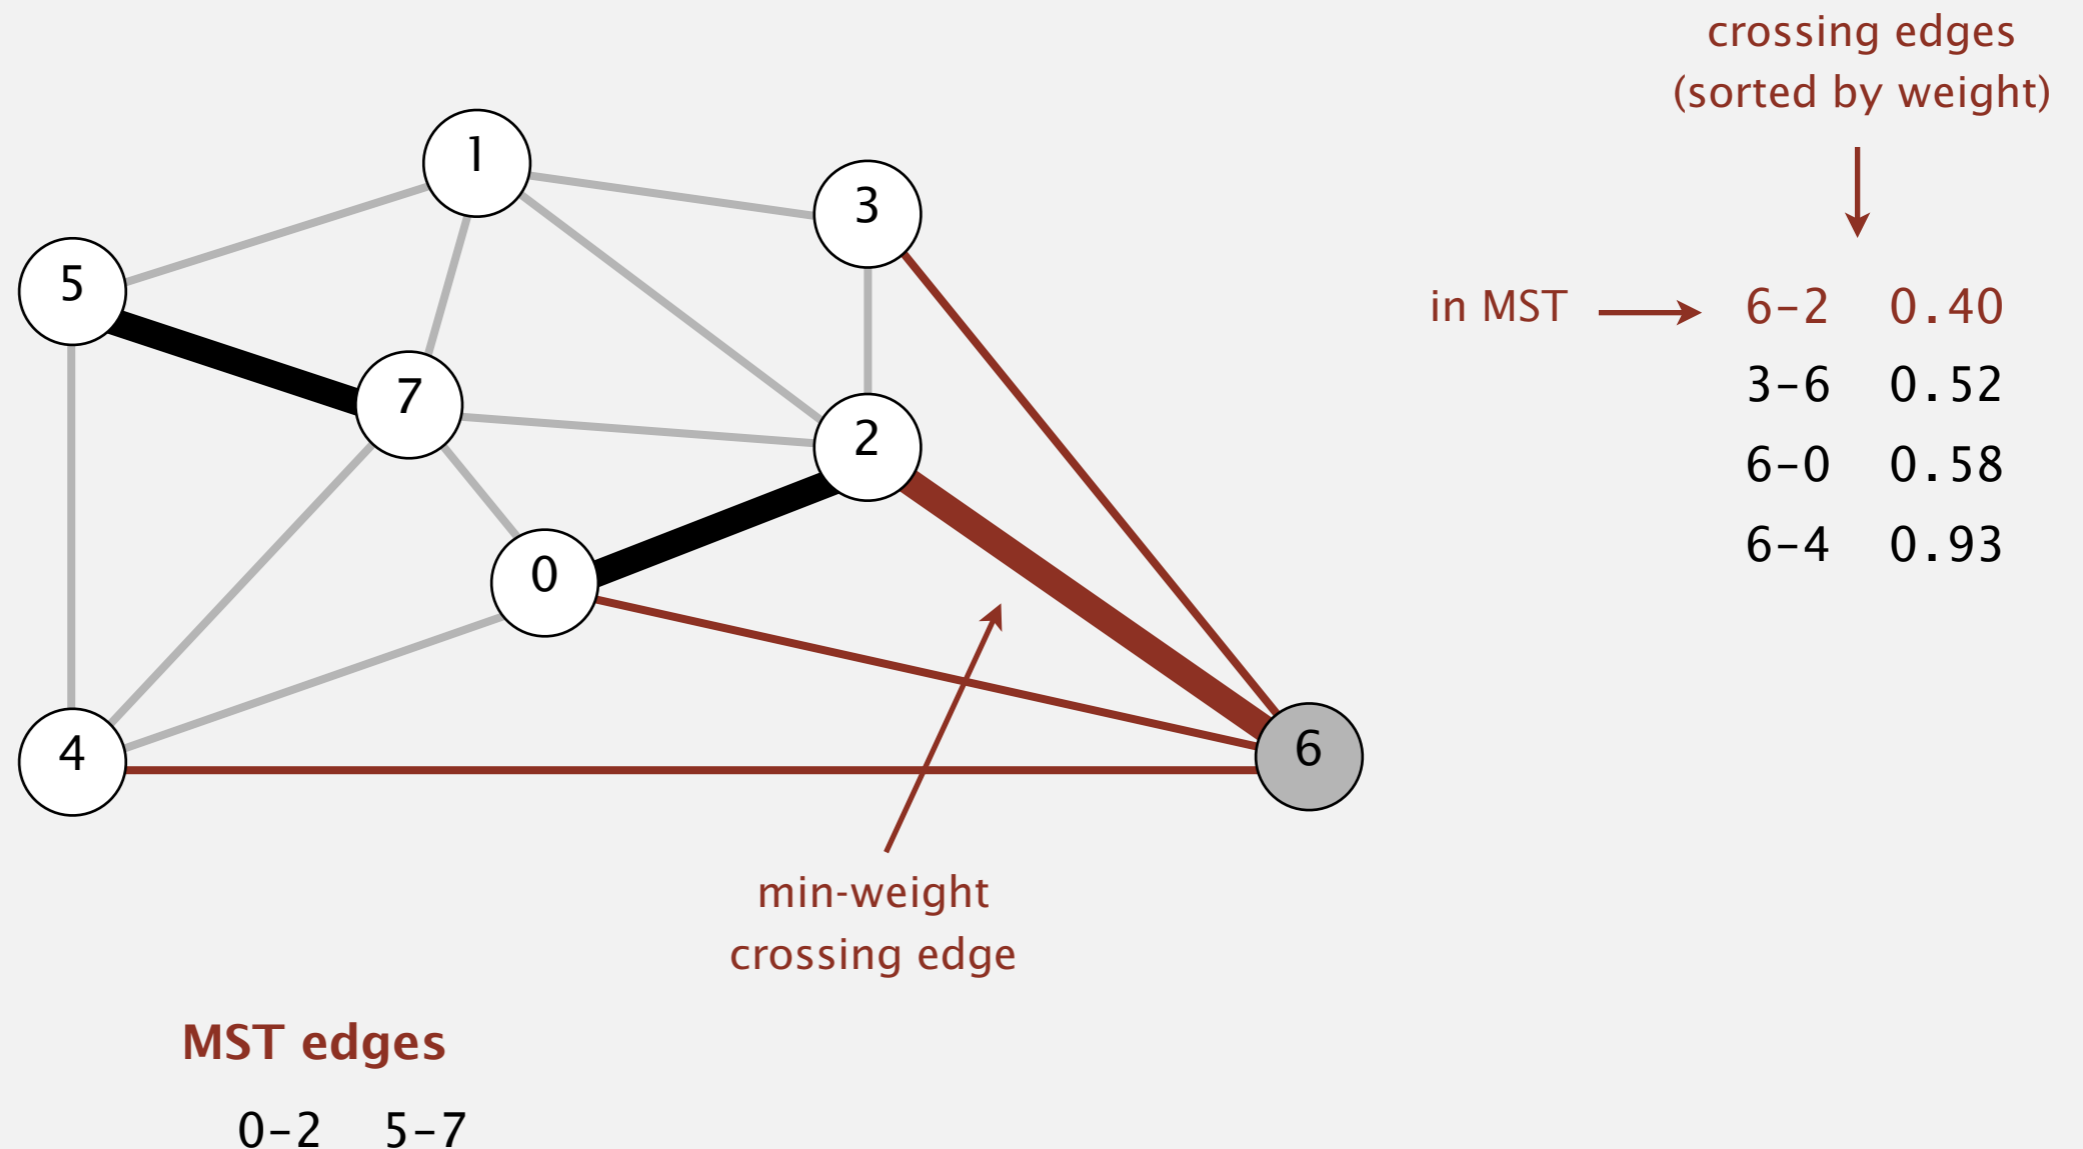 crossing edges
(sorted by weight)
1
3
5
in MST
6-2 0.40
7
3-6 0.52
2
6-0 0.58
0
6-4 0.93
4
6
min-weight
crossing edge
MST edges
0-2 5-7